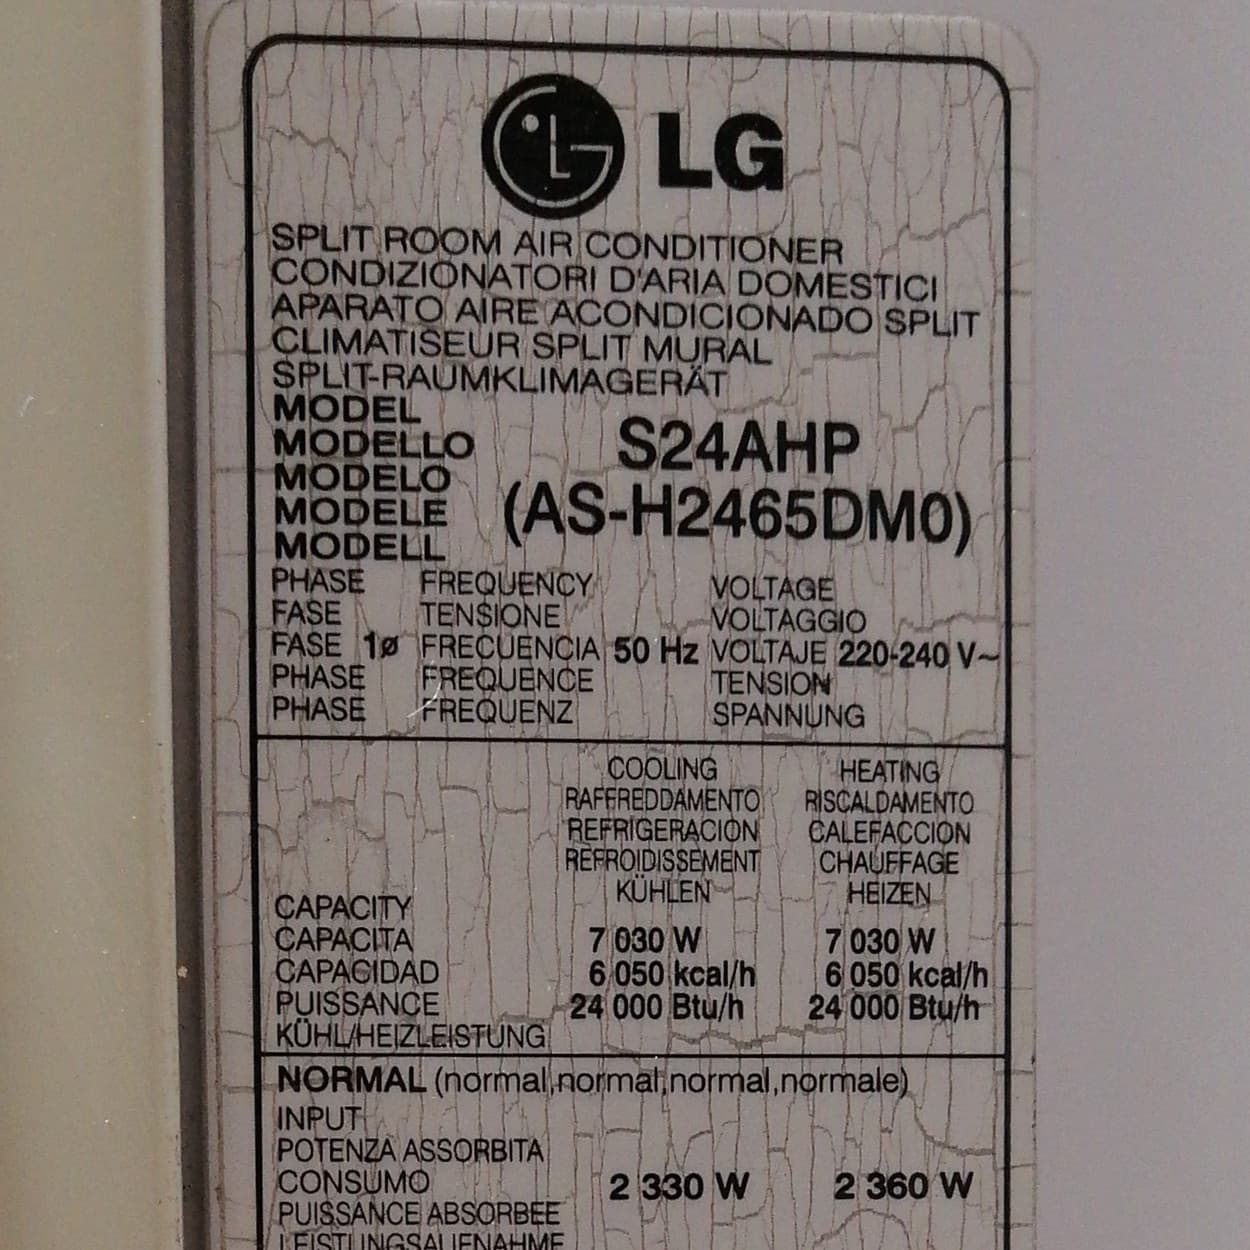 LG
SPLIT ROOM AIR CONDITIONER
CONDIZIONATORI D'ARIA DOMESTICI
APARATO AIRE ACONDICIONADO SPLIT
CLIMATISEUR SPLIT MURAL
SPLIT-RAUMKLIMAGERÄT
MODEL
MODELLO S24AHP
MODELO
MODELE (AS-H2465DM0)
MODELL
PHASE FREQUENCY VOLTAGE
FASE TENSIONE VOLTAGGIO
FASE 1ø FRECUENCIA 50 Hz VOLTAJE 220-240 V~
PHASE FREQUENCE TENSION
PHASE FREQUENZ SPANNUNG
COOLING HEATING
RAFFREDDAMENTO RISCALDAMENTO
REFRIGERACION CALEFACCION
REFROIDISSEMENT CHAUFFAGE
KÜHLEN HEIZEN
CAPACITY
CAPACITA 7 030 W 7 030 W
CAPACIDAD 6 050 kcal/h 6 050 kcal/h
PUISSANCE 24 000 Btu/h 24 000 Btu/h
KÜHL/HEIZLEISTUNG
NORMAL (normal,normal,normal,normale)
INPUT
POTENZA ASSORBITA
CONSUMO 2 330 W 2 360 W
PUISSANCE ABSORBEE
LEISTUNGSAUFNAHME